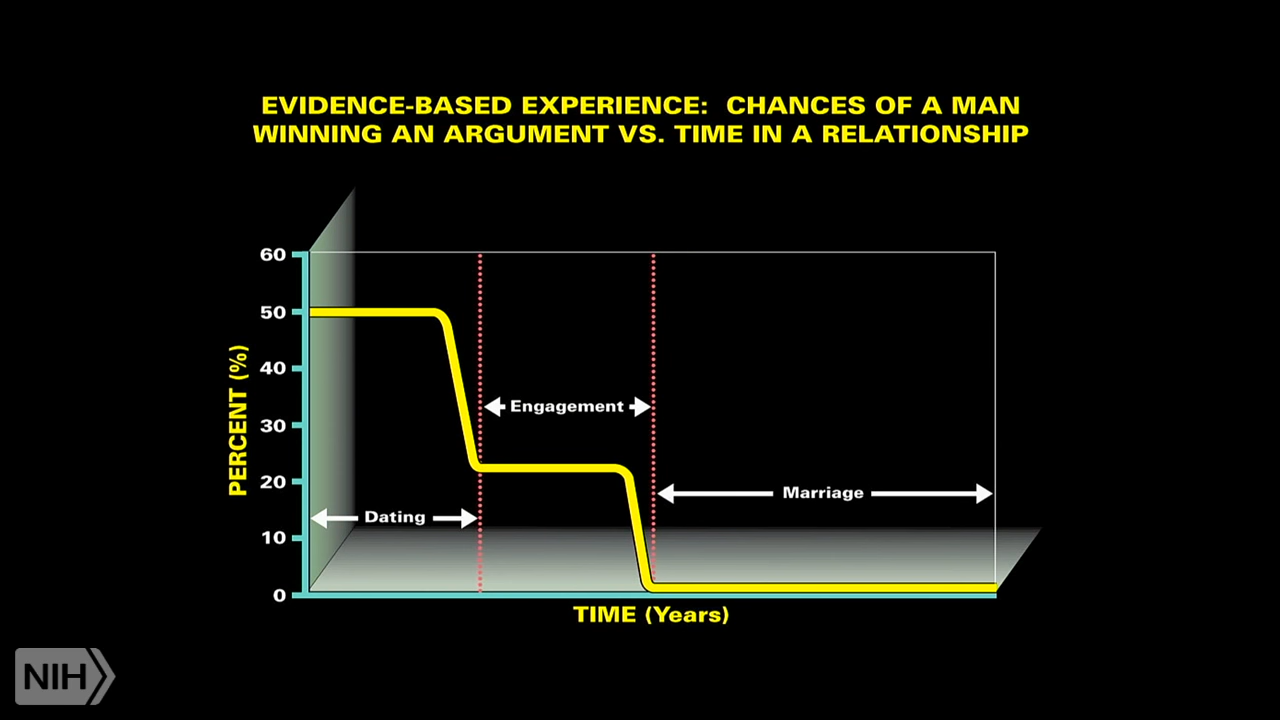 EVIDENCE-BASED EXPERIENCE: CHANCES OF A MAN
WINNING AN ARGUMENT VS. TIME IN A RELATIONSHIP
60
50
40
30
20
10
0
PERCENT (%)
Engagement
Marriage
Dating
TIME (Years)
NIH